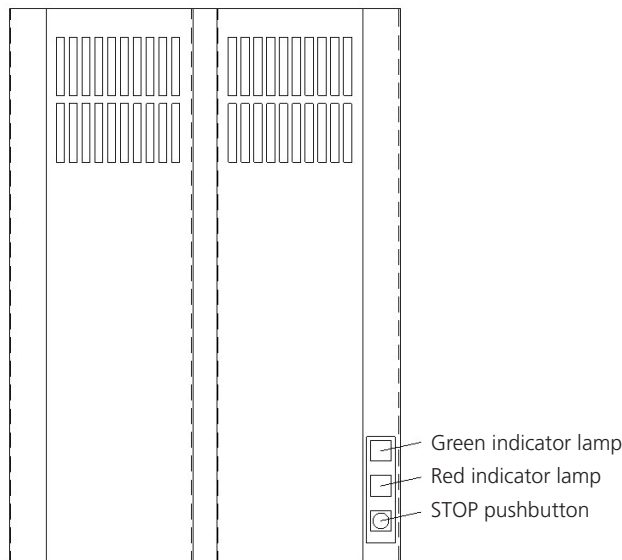 Green indicator lamp
Red indicator lamp
STOP pushbutton